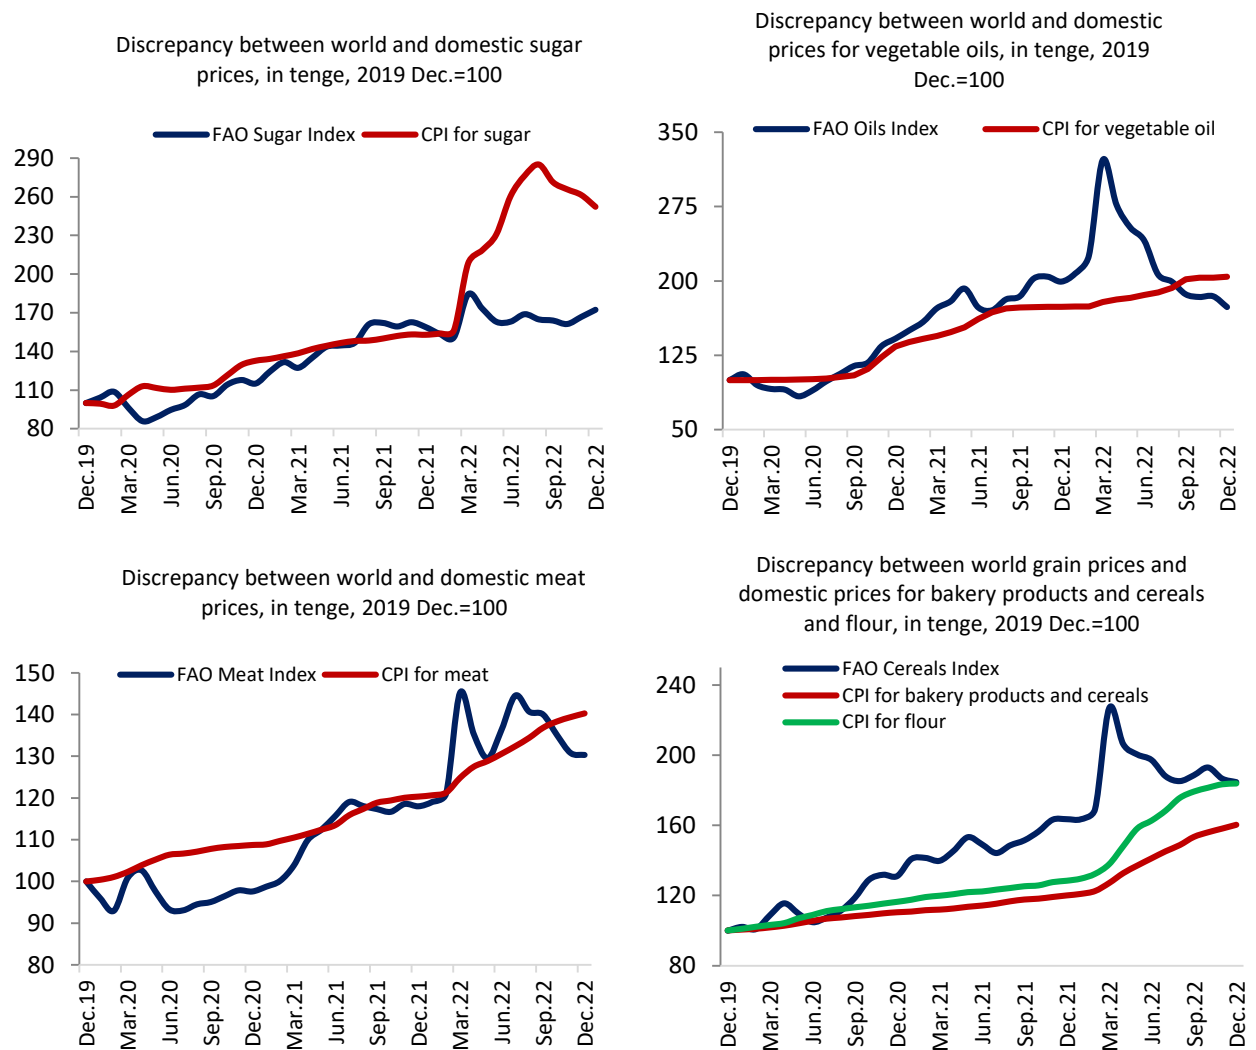 Discrepancy between world and domestic sugar
prices, in tenge, 2019 Dec.=100
FAO Sugar Index CPI for sugar
290
260
230
200
170
140
110
80
Dec.19 Mar.20 Jun.20 Sep.20 Dec.20 Mar.21 Jun.21 Sep.21 Dec.21 Mar.22 Jun.22 Sep.22 Dec.22
Discrepancy between world and domestic
prices for vegetable oils, in tenge, 2019
Dec.=100
FAO Oils Index CPI for vegetable oil
350
275
200
125
50
Dec.19 Mar.20 Jun.20 Sep.20 Dec.20 Mar.21 Jun.21 Sep.21 Dec.21 Mar.22 Jun.22 Sep.22 Dec.22
Discrepancy between world and domestic meat
prices, in tenge, 2019 Dec.=100
FAO Meat Index CPI for meat
150
140
130
120
110
100
90
80
Dec.19 Mar.20 Jun.20 Sep.20 Dec.20 Mar.21 Jun.21 Sep.21 Dec.21 Mar.22 Jun.22 Sep.22 Dec.22
Discrepancy between world grain prices and
domestic prices for bakery products and cereals
and flour, in tenge, 2019 Dec.=100
FAO Cereals Index
CPI for bakery products and cereals
CPI for flour
240
200
160
120
80
Dec.19 Mar.20 Jun.20 Sep.20 Dec.20 Mar.21 Jun.21 Sep.21 Dec.21 Mar.22 Jun.22 Sep.22 Dec.22